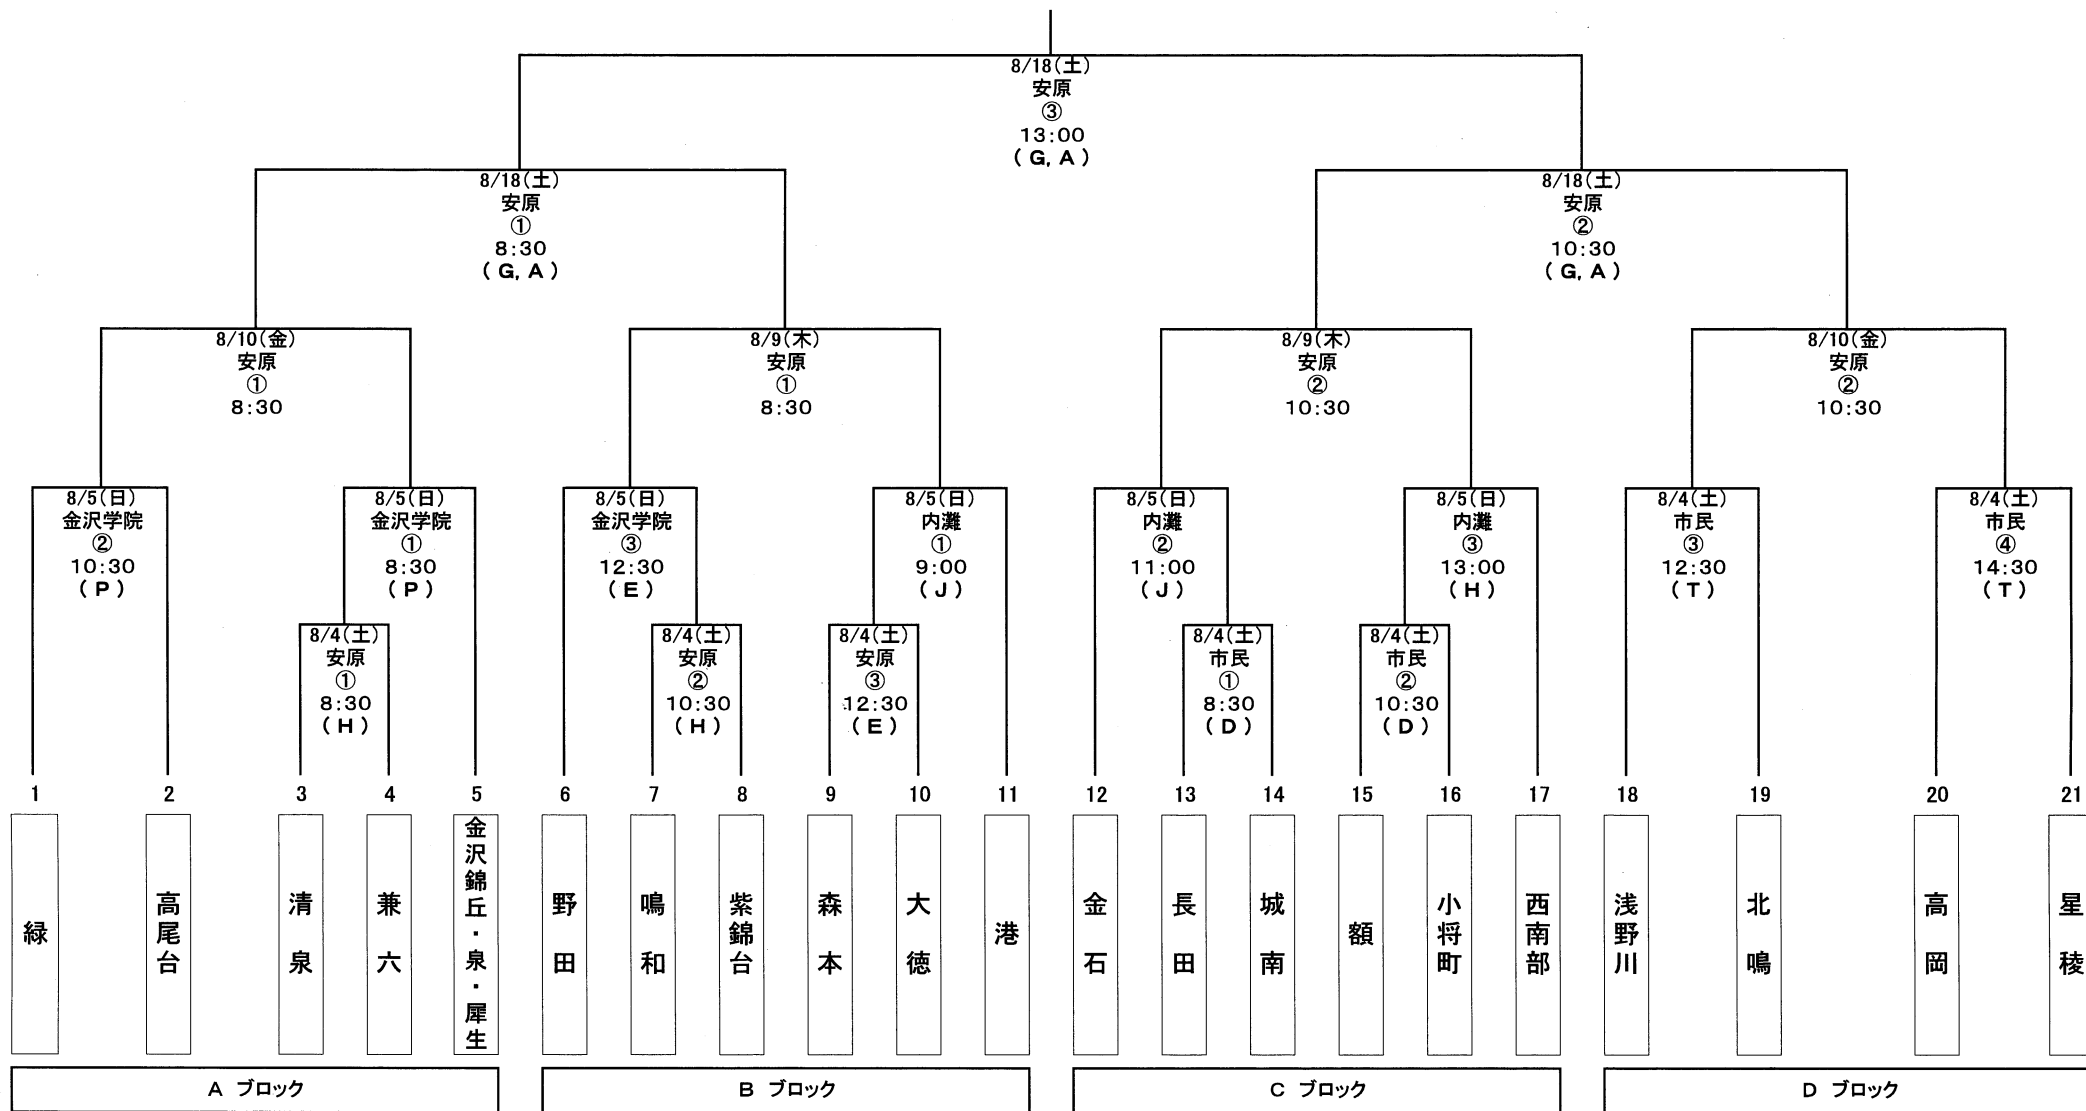 8/18(土)
安原
③
13:00
(G, A)
8/18(土)
安原
①
8:30
(G, A)
8/18(土)
安原
②
10:30
(G, A)
8/10(金)
安原
①
8:30
8/9(木)
安原
①
8:30
8/9(木)
安原
②
10:30
8/10(金)
安原
②
10:30
8/5(日)
金沢学院
②
10:30
(P)
8/5(日)
金沢学院
①
8:30
(P)
8/5(日)
金沢学院
③
12:30
(E)
8/5(日)
内灘
①
9:00
(J)
8/5(日)
内灘
②
11:00
(J)
8/5(日)
内灘
③
13:00
(H)
8/4(土)
市民
③
12:30
(T)
8/4(土)
市民
④
14:30
(T)
8/4(土)
安原
①
8:30
(H)
8/4(土)
安原
②
10:30
(H)
8/4(土)
安原
③
12:30
(E)
8/4(土)
市民
①
8:30
(D)
8/4(土)
市民
②
10:30
(D)
1 2 3 4 5 6 7 8 9 10 11 12 13 14 15 16 17 18 19 20 21
緑
高尾台
清泉
兼六
金沢錦丘・泉・犀生
野田
鳴和
紫錦台
森本
大徳
港
金石
長田
城南
額
小将町
西南部
浅野川
北鳴
高岡
星稜
A ブロック
B ブロック
C ブロック
D ブロック